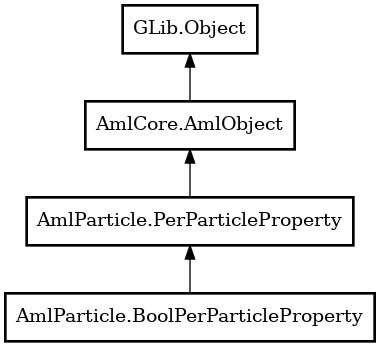 GLib.Object
AmlCore.AmlObject
AmlParticle.PerParticleProperty
AmlParticle.BoolPerParticleProperty